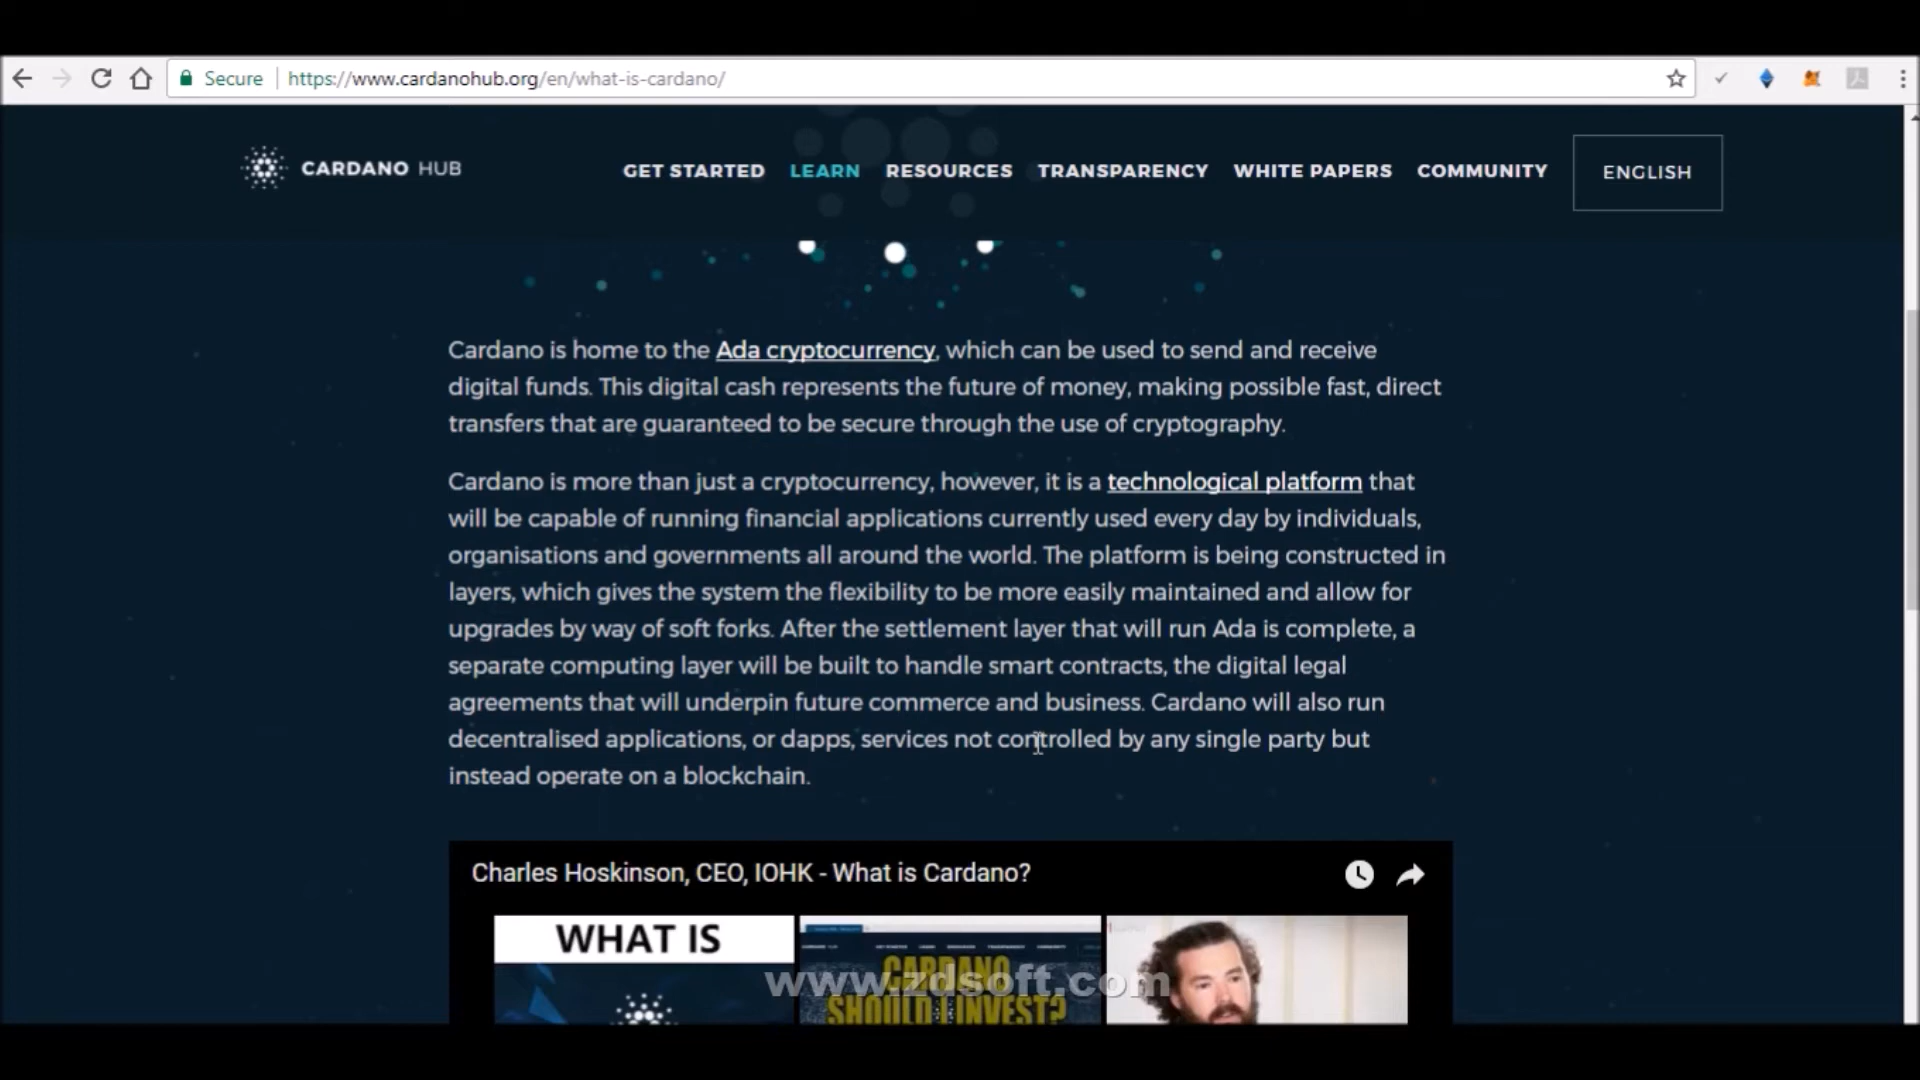 Secure https://www.cardanohub.org/en/what-is-cardano/
CARDANO HUB GET STARTED LEARN RESOURCES TRANSPARENCY WHITE PAPERS COMMUNITY ENGLISH
Cardano is home to the Ada cryptocurrency, which can be used to send and receive
digital funds. This digital cash represents the future of money, making possible fast, direct
transfers that are guaranteed to be secure through the use of cryptography.
Cardano is more than just a cryptocurrency, however, it is a technological platform that
will be capable of running financial applications currently used every day by individuals,
organisations and governments all around the world. The platform is being constructed in
layers, which gives the system the flexibility to be more easily maintained and allow for
upgrades by way of soft forks. After the settlement layer that will run Ada is complete, a
separate computing layer will be built to handle smart contracts, the digital legal
agreements that will underpin future commerce and business. Cardano will also run
decentralised applications, or dapps, services not controlled by any single party but
instead operate on a blockchain.
Charles Hoskinson, CEO, IOHK - What is Cardano?
WHAT IS
CARDANO
SHOULD I INVEST?
www.zdsoft.com